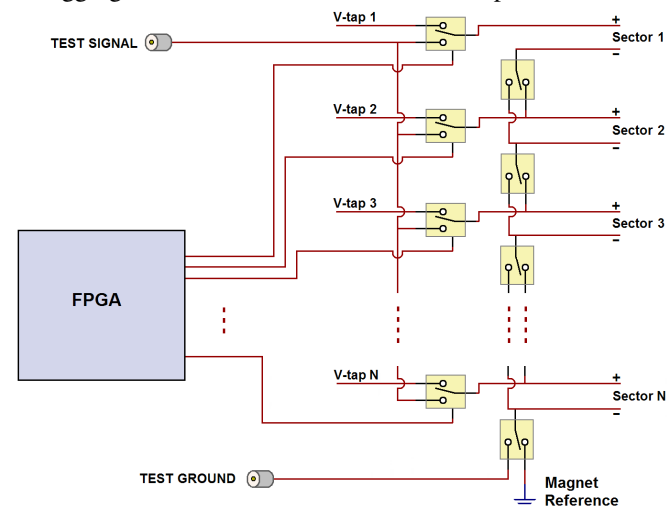 V-tap 1
+
TEST SIGNAL
Sector 1
−
V-tap 2
+
Sector 2
−
V-tap 3
+
Sector 3
−
FPGA
V-tap N
+
Sector N
−
TEST GROUND
Magnet
Reference